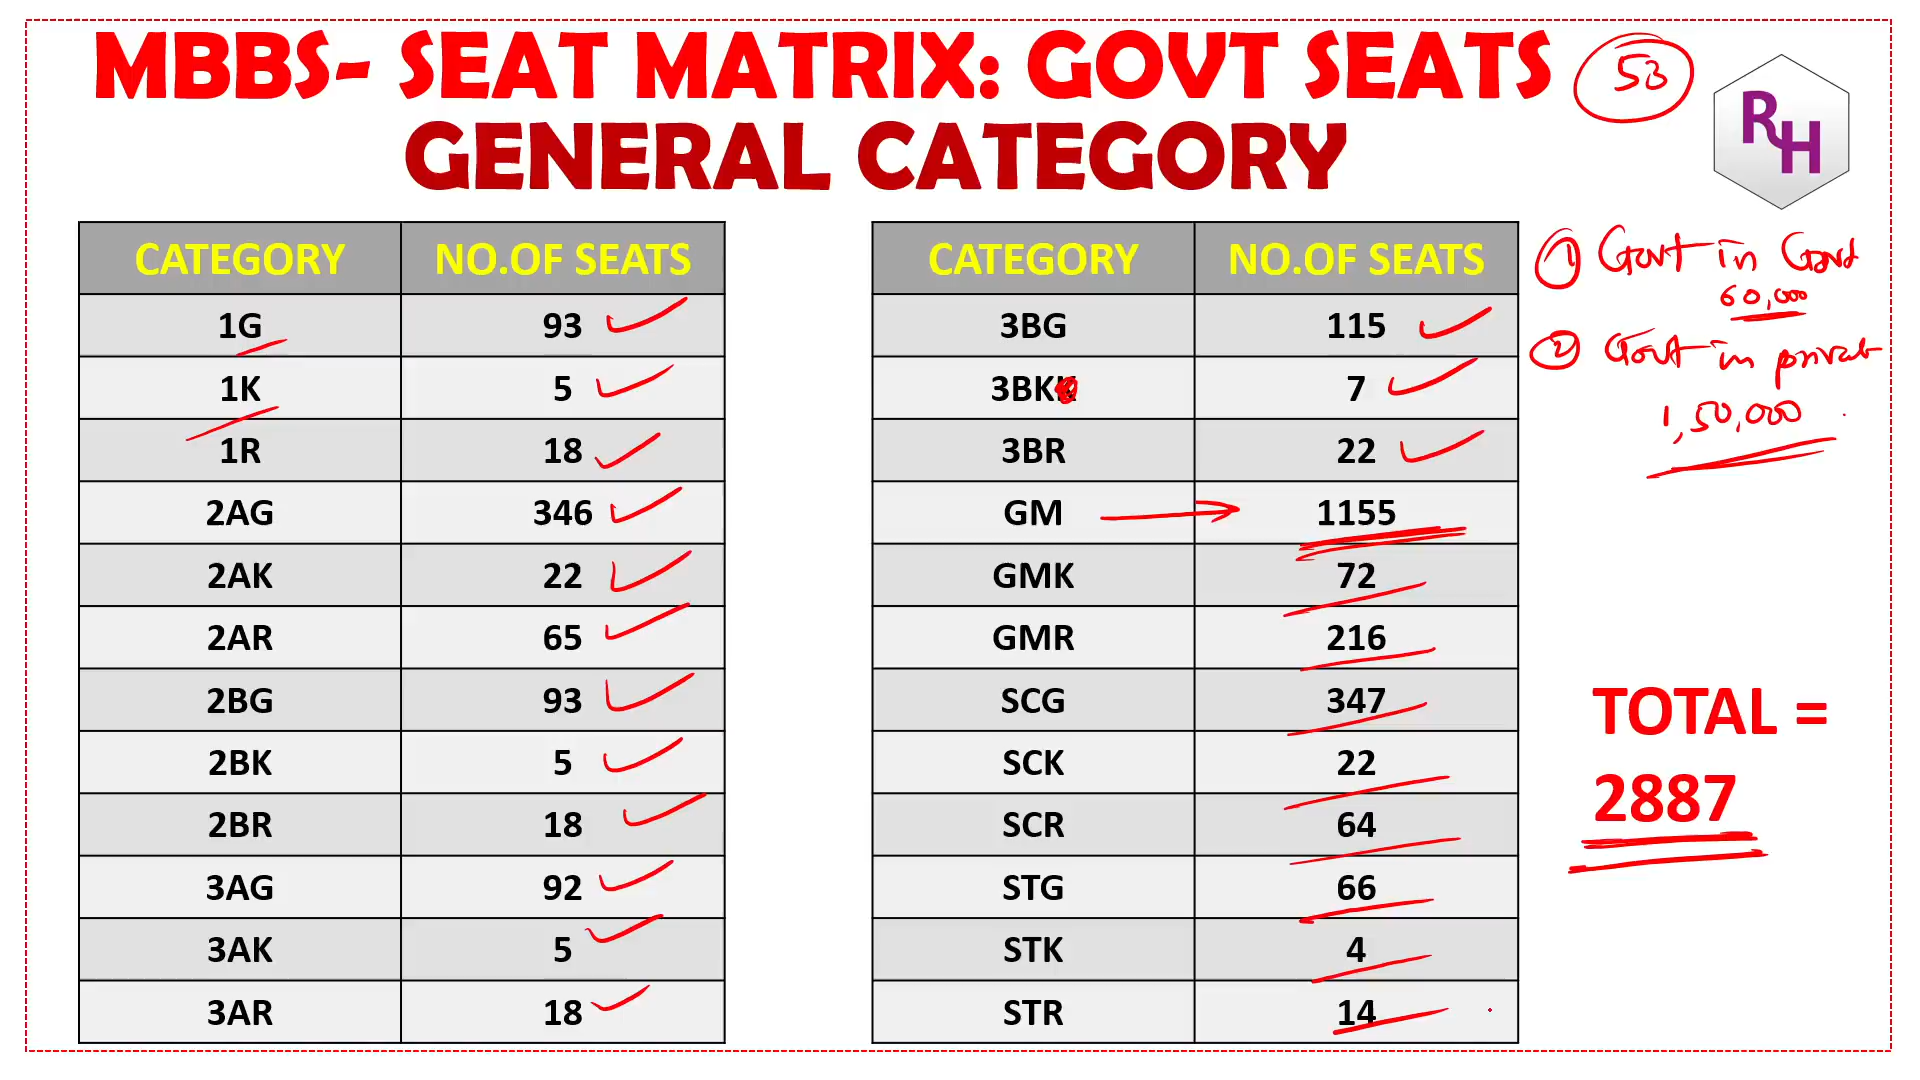 MBBS- SEAT MATRIX: GOVT SEATS
53
GENERAL CATEGORY
RH
CATEGORY NO.OF SEATS
1G 93
1K 5
1R 18
2AG 346
2AK 22
2AR 65
2BG 93
2BK 5
2BR 18
3AG 92
3AK 5
3AR 18
CATEGORY NO.OF SEATS
3BG 115
3BK 7
3BR 22
GM 1155
GMK 72
GMR 216
SCG 347
SCK 22
SCR 64
STG 66
STK 4
STR 14
1 Govt in Govt
60,000
2 Govt in privat
1,50,000
TOTAL =
2887